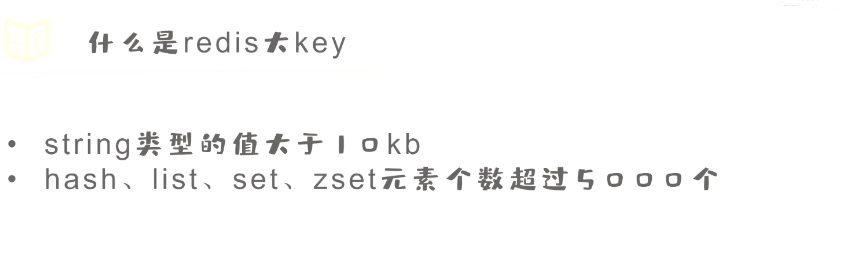 什么是redis大key
• string类型的值大于10kb
• hash、list、set、zset元素个数超过5000个